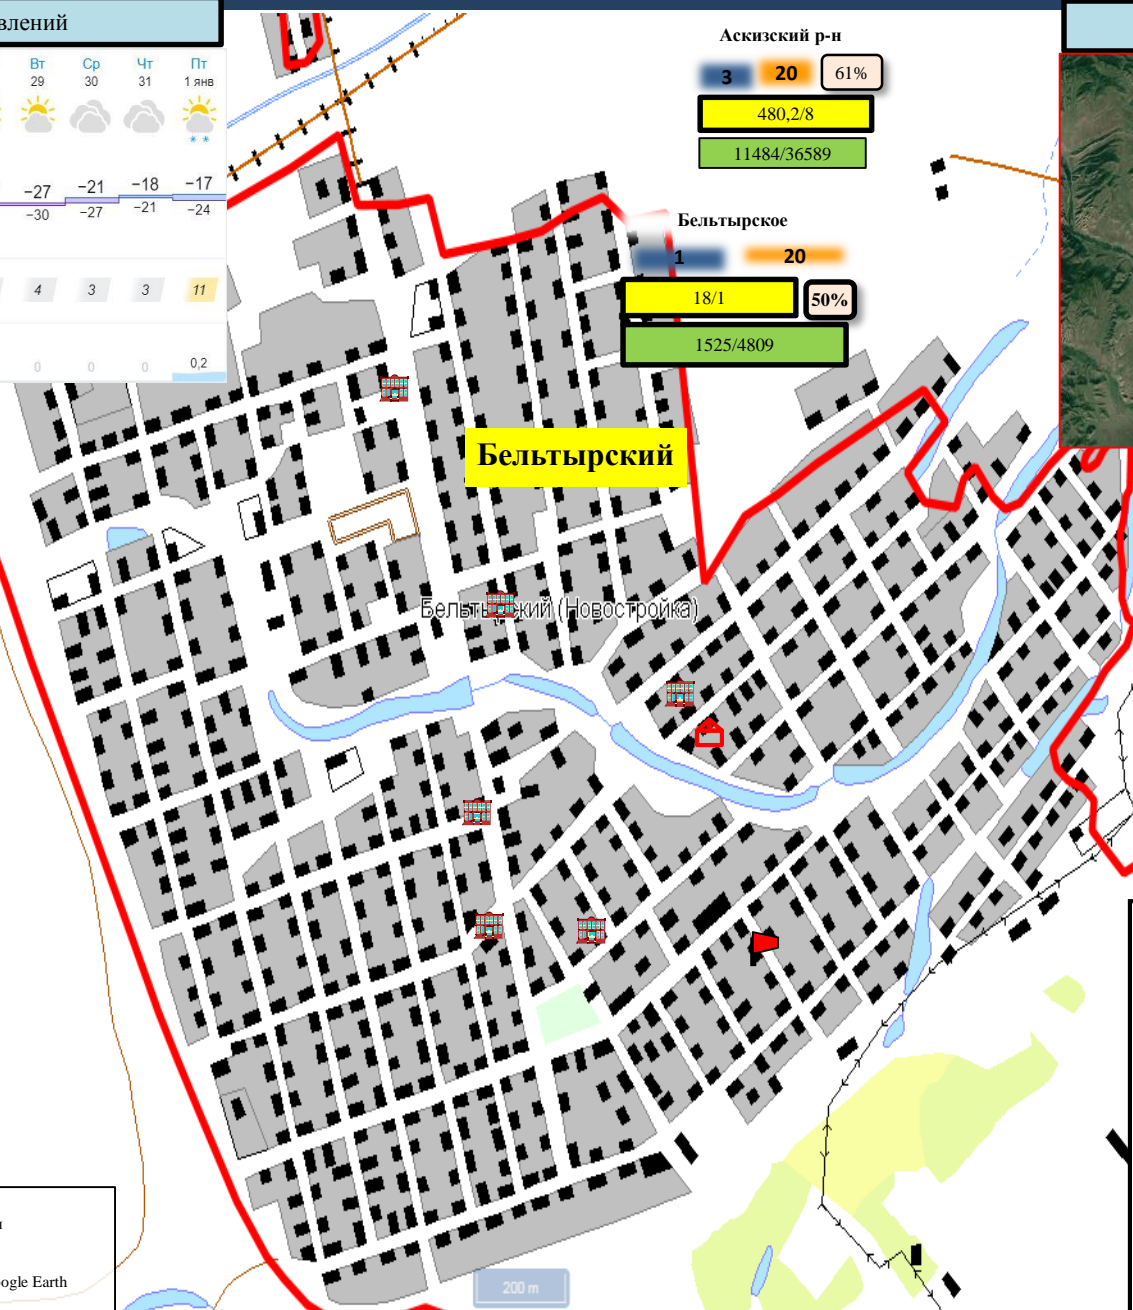 влений
Вт Ср Чт Пт
29 30 31 1 янв
−27 −21 −18 −17
−30 −27 −21 −24
4 3 3 11
0 0 0 0,2
Аскизский р-н
3 20 61%
480,2/8
11484/36589
Бельтырское
1 20
18/1 50%
1525/4809
Бельтырский
(Новостройка)
ogle Earth
200 m